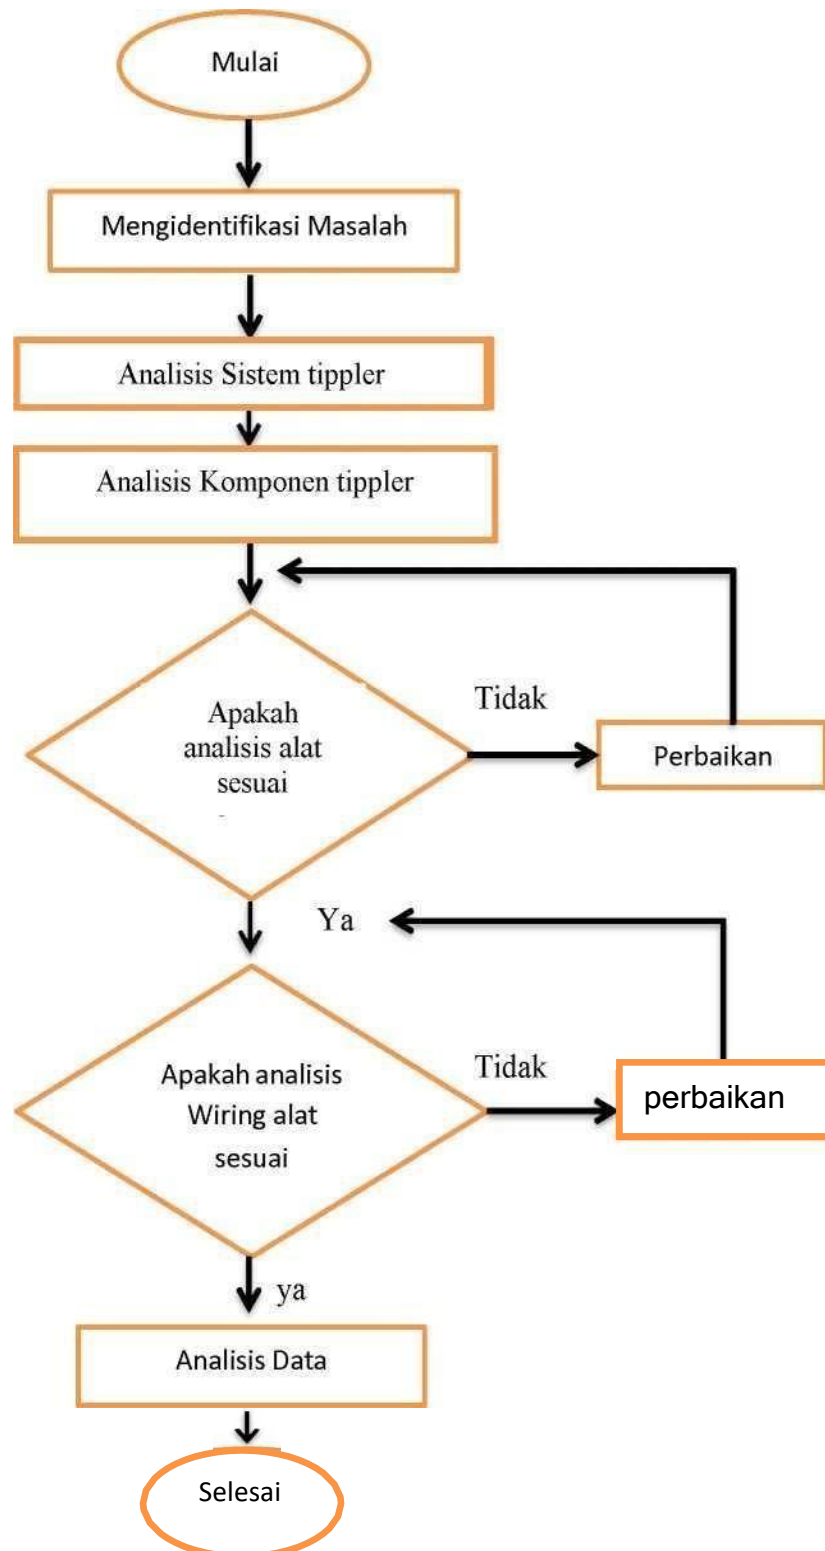 Mulai
Mengidentifikasi Masalah
Analisis Sistem tippler
Analisis Komponen tippler
Apakah
analisis alat
sesuai
Tidak
Perbaikan
Ya
Apakah analisis
Wiring alat
sesuai
Tidak
perbaikan
ya
Analisis Data
Selesai